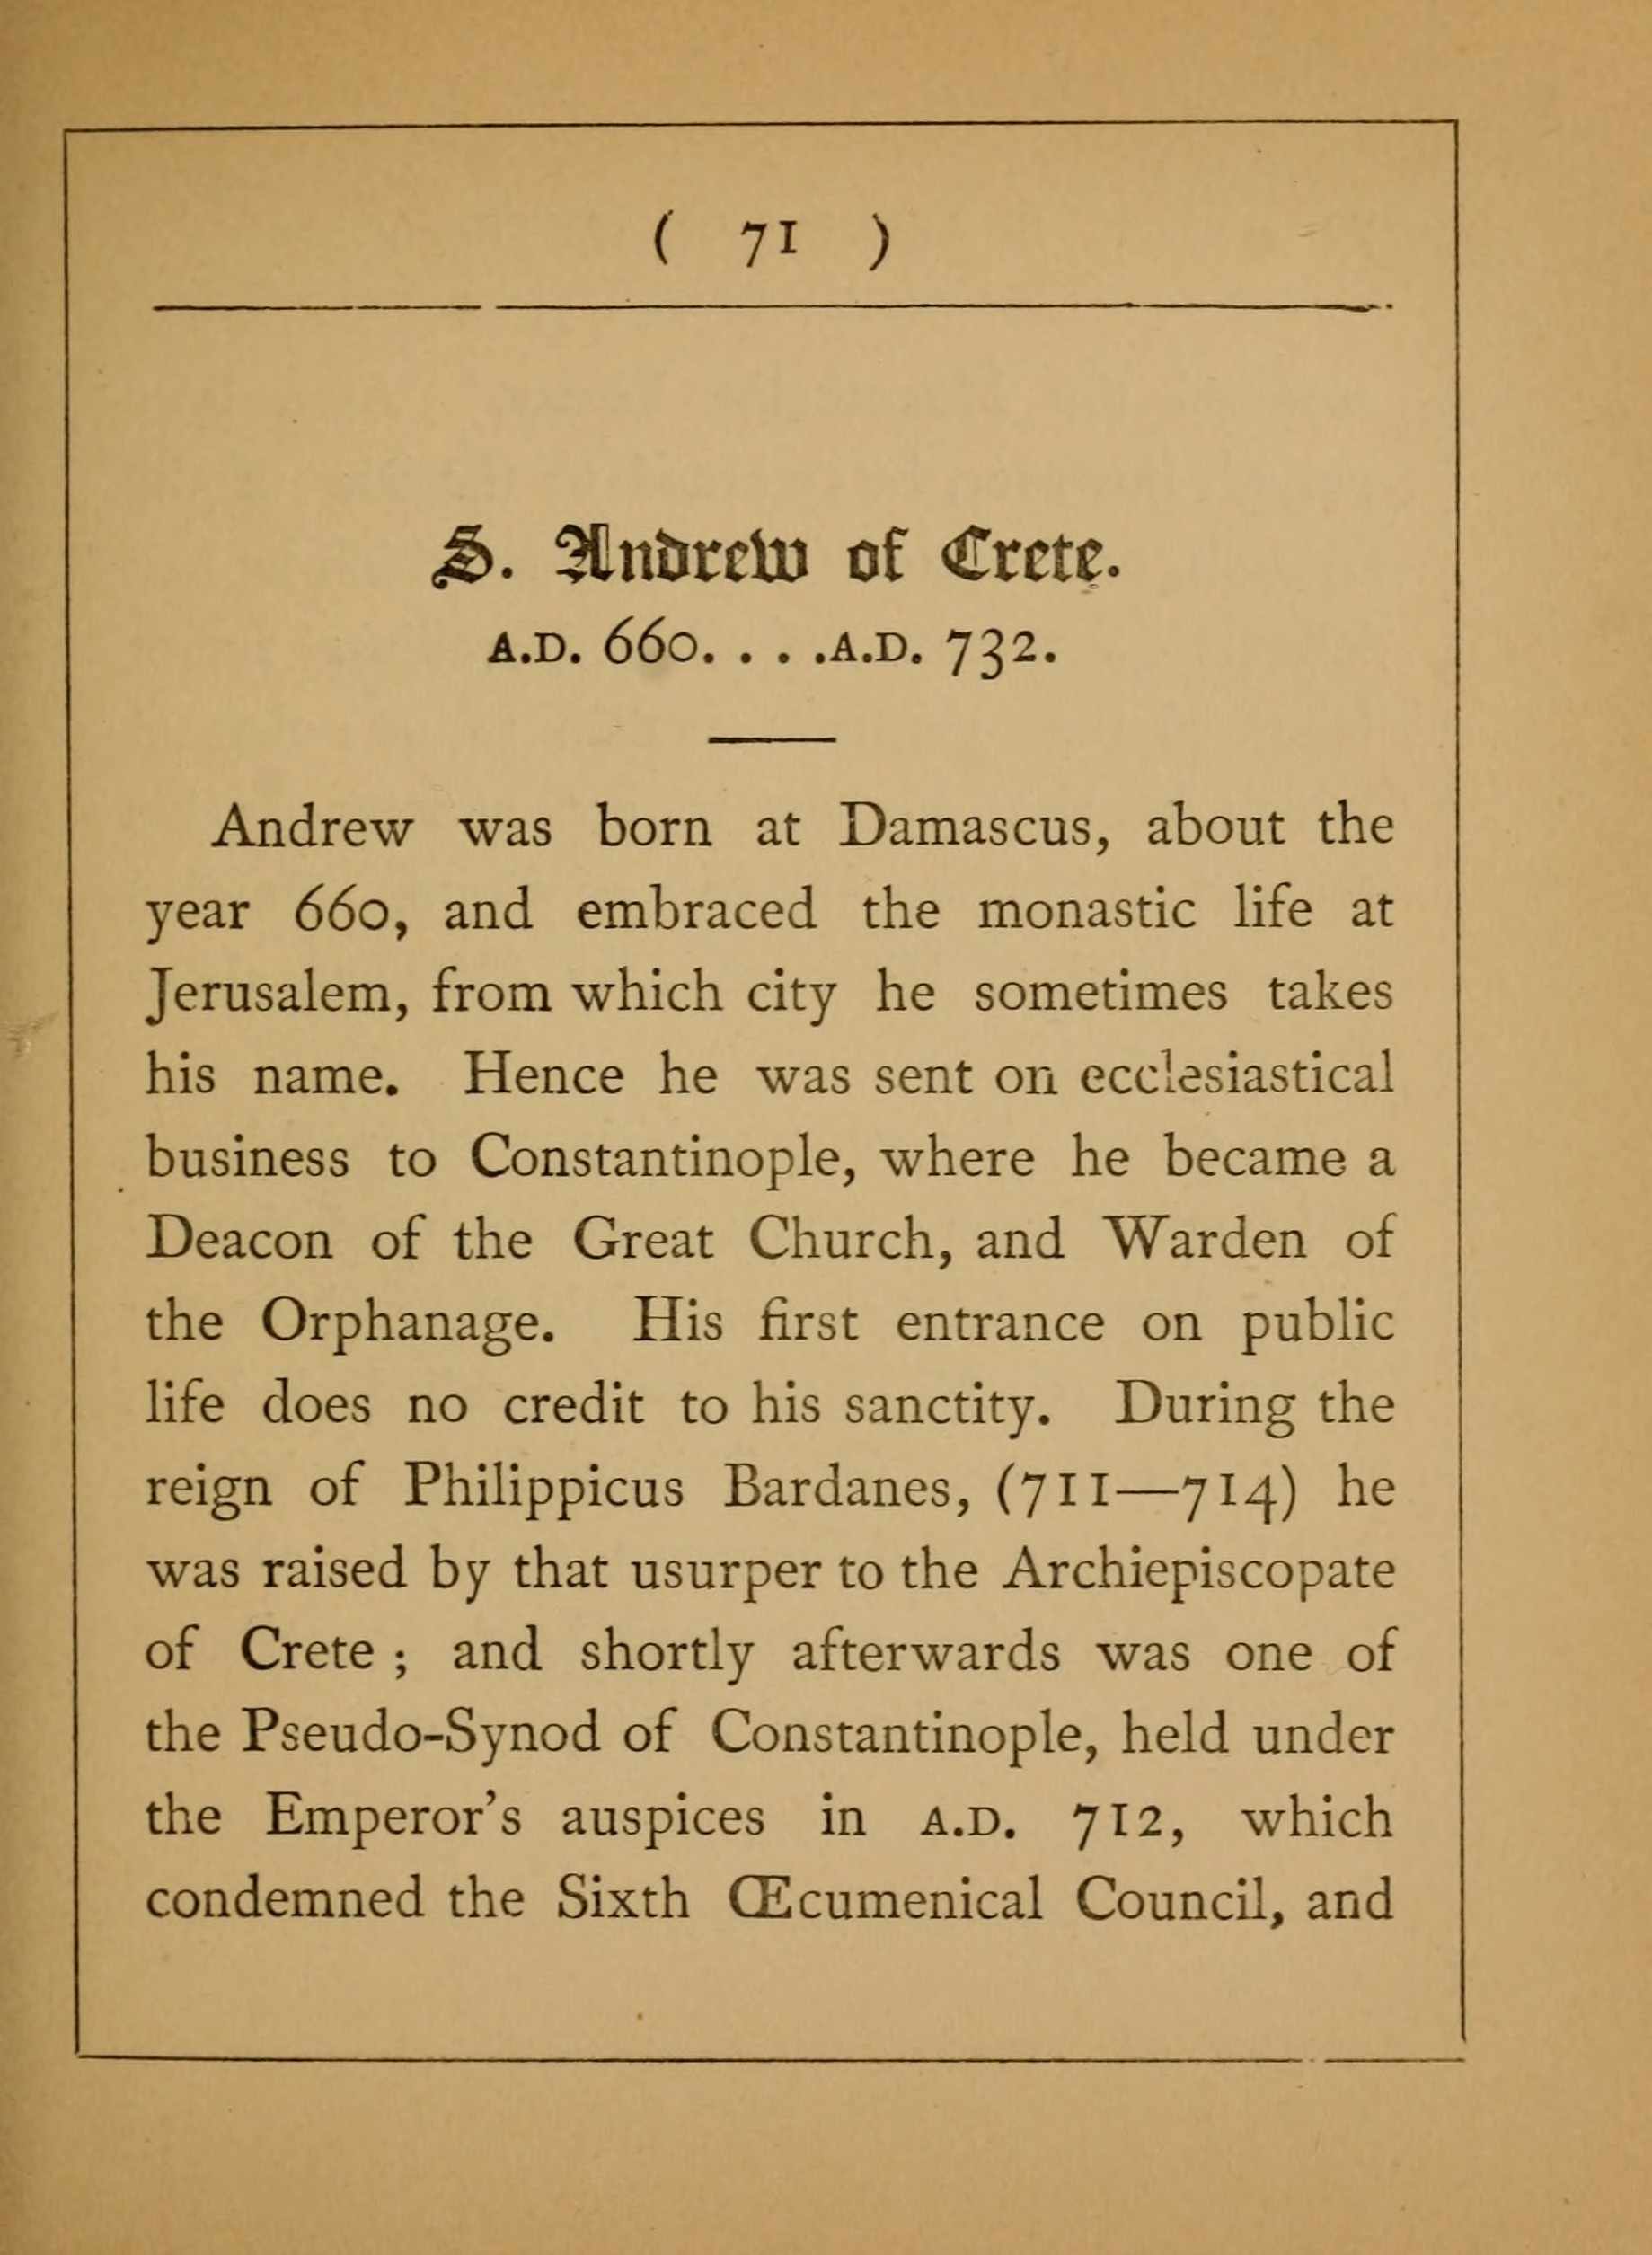 ( 71 )
S. Andrew of Crete.
A.D. 660. . . .A.D. 732.
Andrew was born at Damascus, about the
year 660, and embraced the monastic life at
Jerusalem, from which city he sometimes takes
his name. Hence he was sent on ecclesiastical
business to Constantinople, where he became a
Deacon of the Great Church, and Warden of
the Orphanage. His first entrance on public
life does no credit to his sanctity. During the
reign of Philippicus Bardanes, (711—714) he
was raised by that usurper to the Archiepiscopate
of Crete ; and shortly afterwards was one of
the Pseudo-Synod of Constantinople, held under
the Emperor’s auspices in A.D. 712, which
condemned the Sixth Œcumenical Council, and